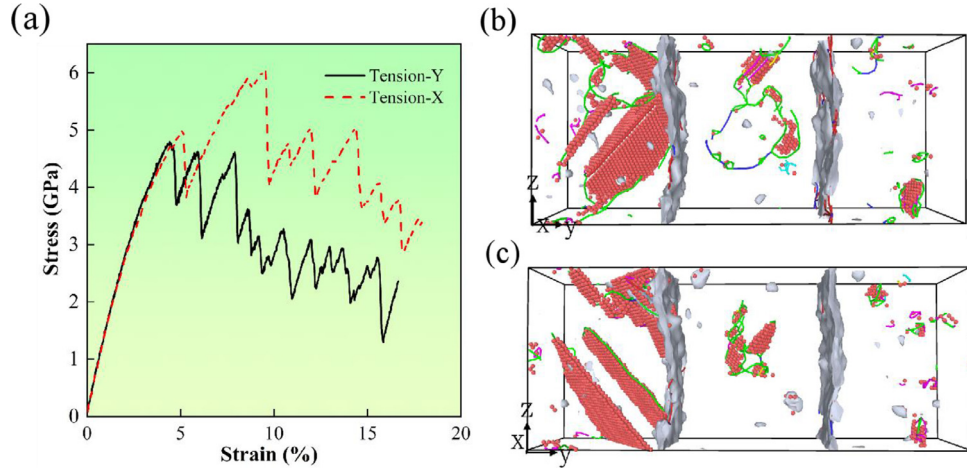 (a)
6
5
4
3
2
1
0
Stress (GPa)
Tension-Y
Tension-X
0
5
10
15
20
Strain (%)
(b)
Z
X
y
(c)
Z
X
y